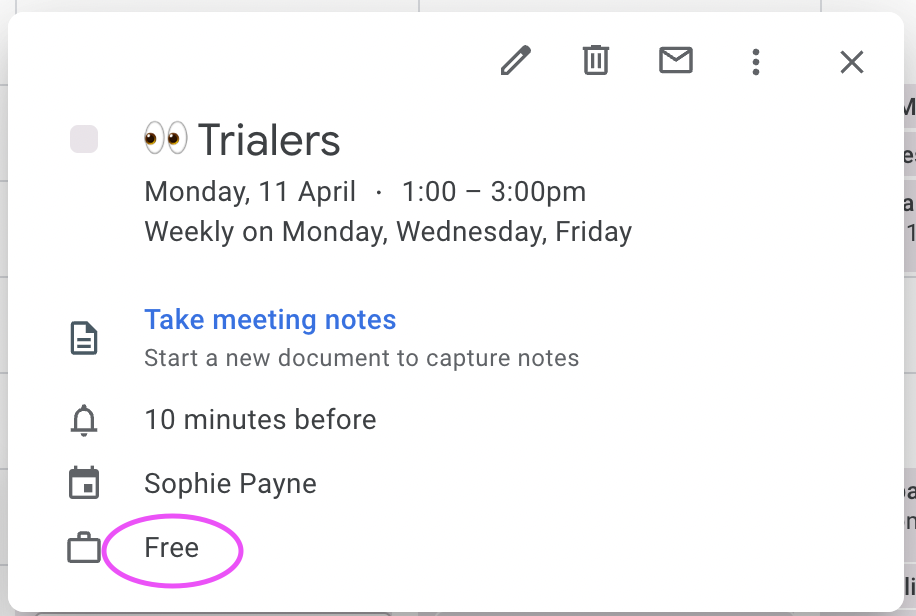 👀 Trialers
Monday, 11 April · 1:00 – 3:00pm
Weekly on Monday, Wednesday, Friday
Take meeting notes
Start a new document to capture notes
10 minutes before
Sophie Payne
Free